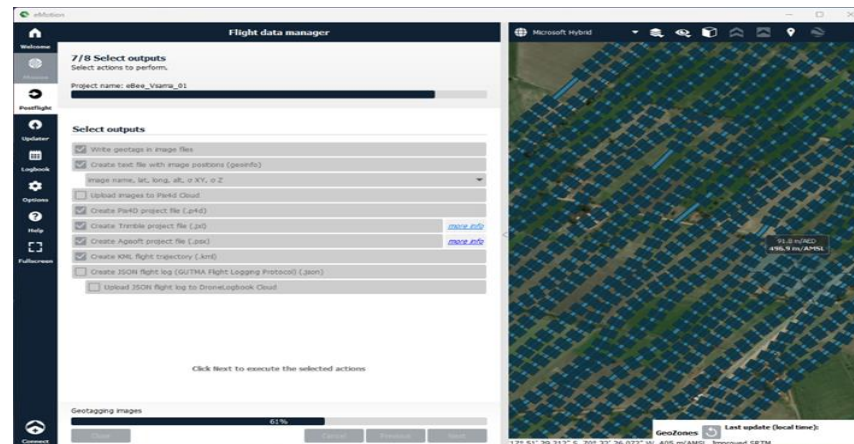 eMotion
Welcome
Mission
Postflight
Updater
Logbook
Options
Help
Fullscreen
Connect
Flight data manager
7/8 Select outputs
Select actions to perform.
Project name: eBee_Vsama_01
Select outputs
Write geotags in image files
Create text file with image positions (geoinfo)
Image name, lat, long, alt, σ XY, σ Z
Upload images to Pix4d Cloud
Create Pix4D project file (.p4d)
Create Trimble project file (.jxl)
more info
Create Agisoft project file (.psx)
more info
Create KML flight trajectory (.kml)
Create JSON flight log (GUTMA Flight Logging Protocol) (.json)
Upload JSON flight log to DroneLogbook Cloud
Click Next to execute the selected actions
Geotagging images
61%
Close
Cancel
Previous
Next
Microsoft Hybrid
91.8 m/AED
496.9 m/AMSL
GeoZones
Last update (local time):